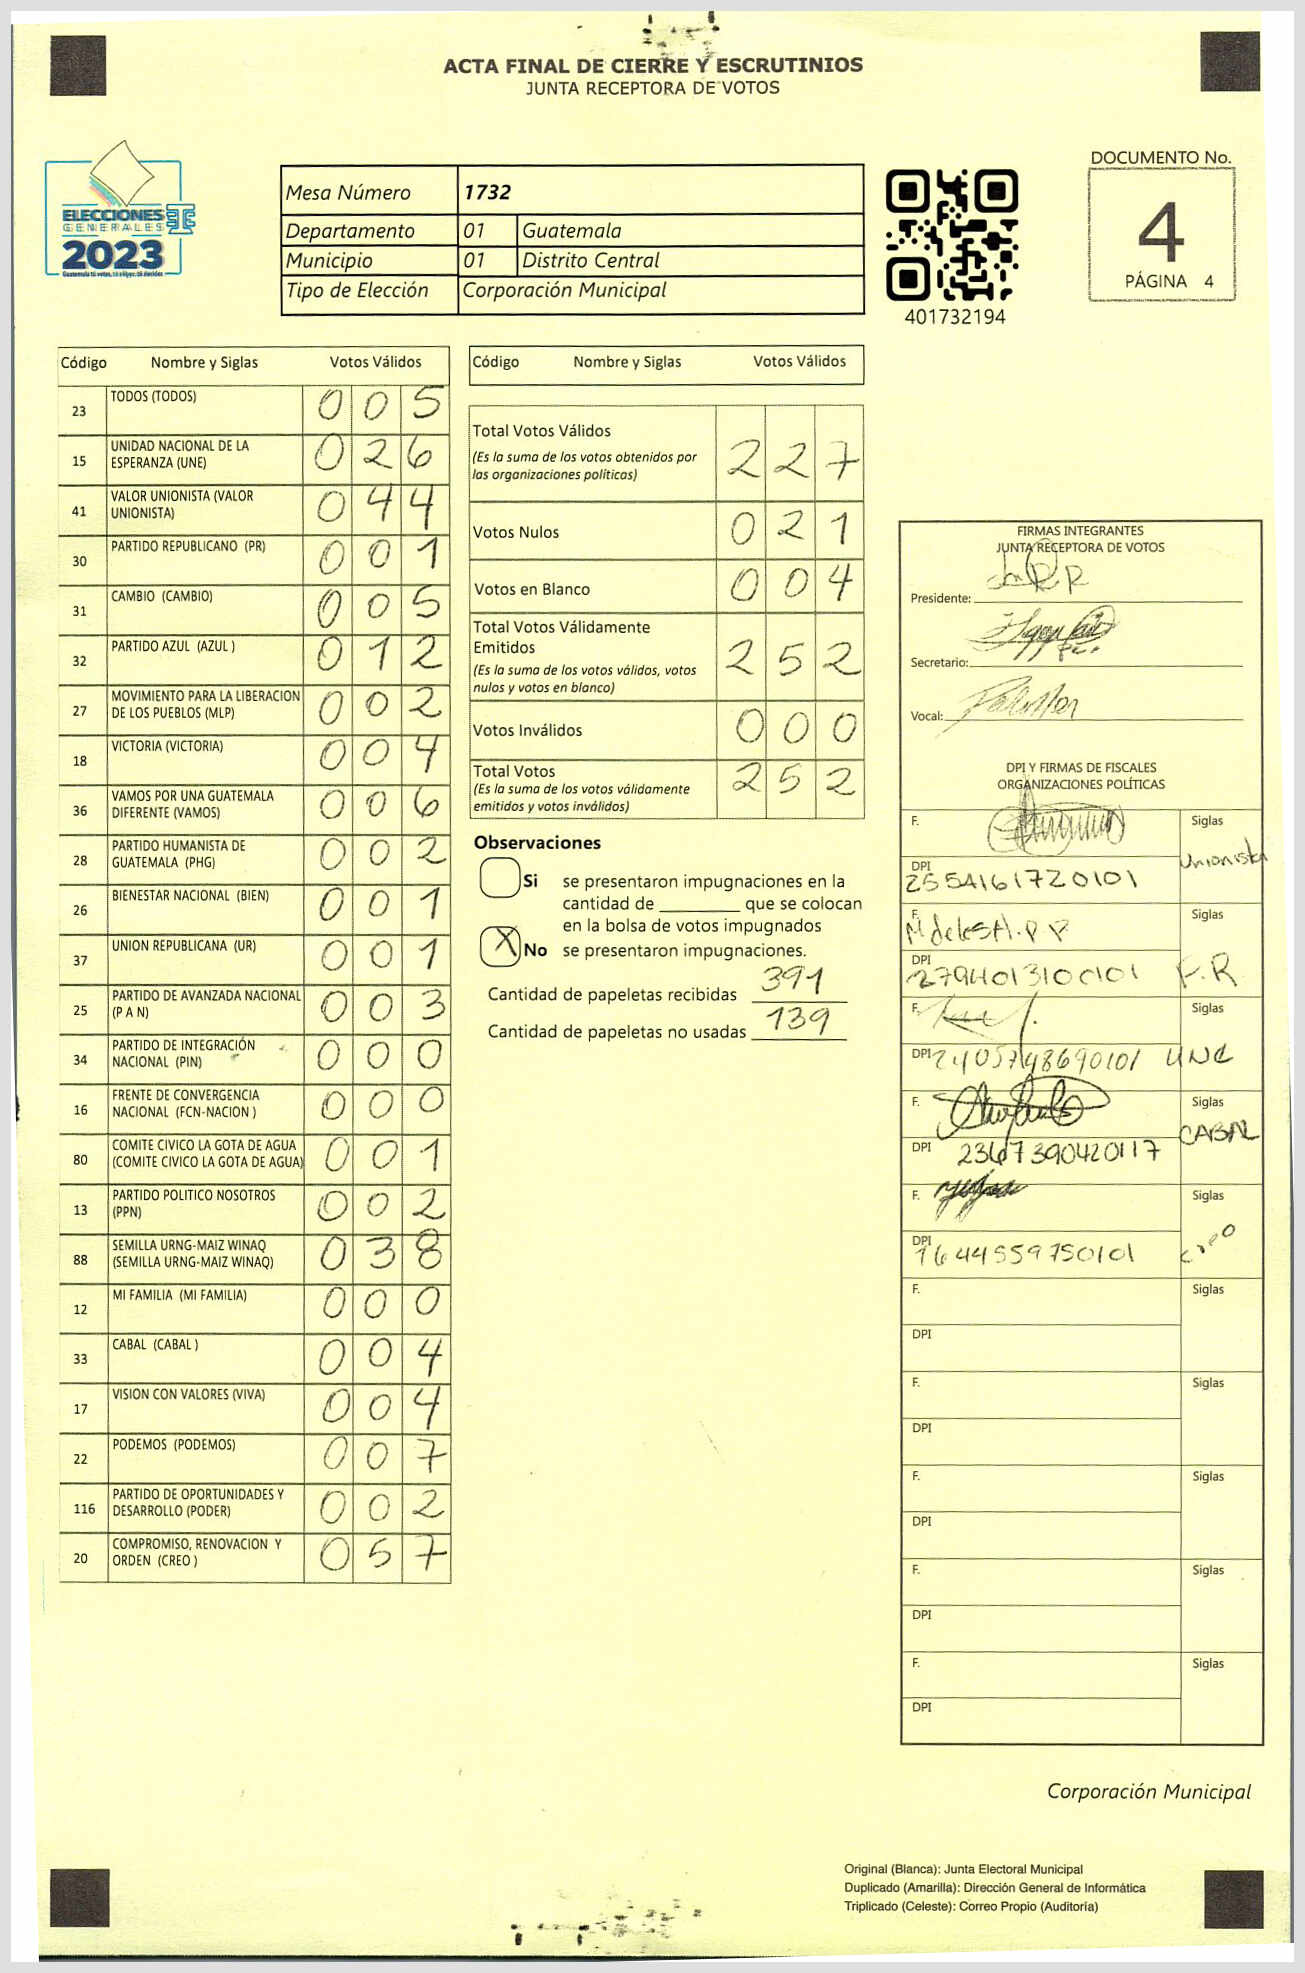 ACTA FINAL DE CIERRE Y ESCRUTINIOS
JUNTA RECEPTORA DE VOTOS
ELECCIONES
GENERALES
2023
Mesa Número 1732
Departamento 01 Guatemala
Municipio 01 Distrito Central
Tipo de Elección Corporación Municipal
401732194
DOCUMENTO No.
4
PÁGINA 4
Código Nombre y Siglas Votos Válidos
23 TODOS (TODOS) 0 0 5
15 UNIDAD NACIONAL DE LA
ESPERANZA (UNE) 0 2 6
41 VALOR UNIONISTA (VALOR
UNIONISTA) 0 4 4
30 PARTIDO REPUBLICANO (PR) 0 0 1
31 CAMBIO (CAMBIO) 0 0 5
32 PARTIDO AZUL (AZUL ) 0 1 2
27 MOVIMIENTO PARA LA LIBERACION
DE LOS PUEBLOS (MLP) 0 0 2
18 VICTORIA (VICTORIA) 0 0 4
36 VAMOS POR UNA GUATEMALA
DIFERENTE (VAMOS) 0 0 6
28 PARTIDO HUMANISTA DE
GUATEMALA (PHG) 0 0 2
26 BIENESTAR NACIONAL (BIEN) 0 0 1
37 UNION REPUBLICANA (UR) 0 0 1
25 PARTIDO DE AVANZADA NACIONAL
(P A N) 0 0 3
34 PARTIDO DE INTEGRACIÓN
NACIONAL (PIN) 0 0 0
16 FRENTE DE CONVERGENCIA
NACIONAL (FCN-NACION ) 0 0 0
80 COMITE CIVICO LA GOTA DE AGUA
(COMITE CIVICO LA GOTA DE AGUA) 0 0 1
13 PARTIDO POLITICO NOSOTROS
(PPN) 0 0 2
88 SEMILLA URNG-MAIZ WINAQ
(SEMILLA URNG-MAIZ WINAQ) 0 3 8
12 MI FAMILIA (MI FAMILIA) 0 0 0
33 CABAL (CABAL ) 0 0 4
17 VISION CON VALORES (VIVA) 0 0 4
22 PODEMOS (PODEMOS) 0 0 7
116 PARTIDO DE OPORTUNIDADES Y
DESARROLLO (PODER) 0 0 2
20 COMPROMISO, RENOVACION Y
ORDEN (CREO ) 0 5 7
Código Nombre y Siglas Votos Válidos
Total Votos Válidos
(Es la suma de los votos obtenidos por
las organizaciones políticas) 2 2 7
Votos Nulos 0 2 1
Votos en Blanco 0 0 4
Total Votos Válidamente
Emitidos
(Es la suma de los votos válidos, votos
nulos y votos en blanco) 2 5 2
Votos Inválidos 0 0 0
Total Votos
(Es la suma de los votos válidamente
emitidos y votos inválidos) 2 5 2
Observaciones
Si se presentaron impugnaciones en la
cantidad de ________ que se colocan
en la bolsa de votos impugnados
X No se presentaron impugnaciones.
Cantidad de papeletas recibidas 391
Cantidad de papeletas no usadas 139
FIRMAS INTEGRANTES
JUNTA RECEPTORA DE VOTOS
Presidente:
Secretario:
Vocal:
DPI Y FIRMAS DE FISCALES
ORGANIZACIONES POLÍTICAS
F. Siglas
Unionista
DPI
2554161720101
F. Siglas
DPI
2794013100101 P.R
F. Siglas
DPI 2405748690101 UNE
F. Siglas
CABAL
DPI 2367390420117
F. Siglas
DPI
1644559750101 creo
F. Siglas
DPI
F. Siglas
DPI
F. Siglas
DPI
F. Siglas
DPI
F. Siglas
DPI
Corporación Municipal
Original (Blanca): Junta Electoral Municipal
Duplicado (Amarilla): Dirección General de Informática
Triplicado (Celeste): Correo Propio (Auditoría)